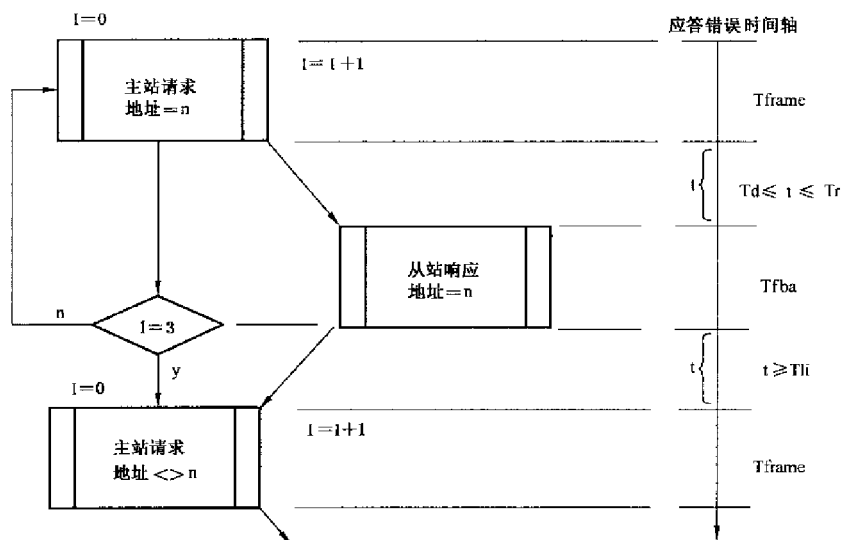 I=0
应答错误时间轴
主站请求
地址=n
I=I+1
Tframe
t
Td≤ t ≤ Tr
从站响应
地址=n
Tfba
n
I=3
y
t
t≥Tli
I=0
主站请求
地址<>n
I=I+1
Tframe